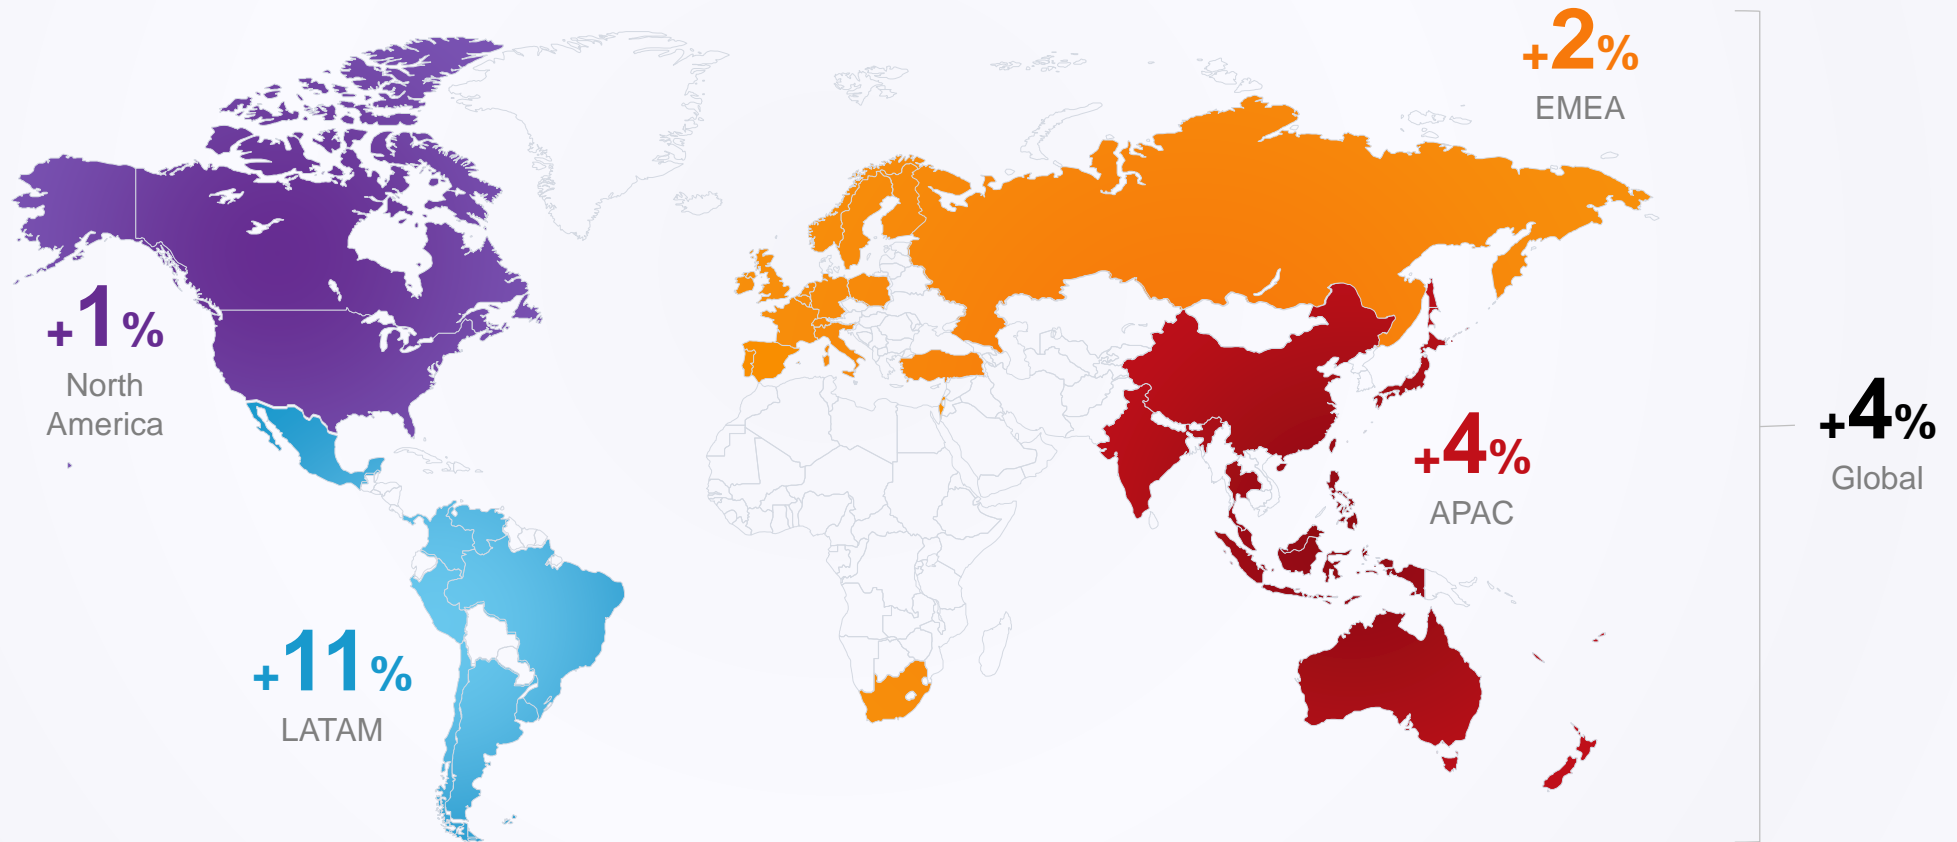 +2%
EMEA
+1%
North
America
+4%
APAC
+4%
Global
+11%
LATAM